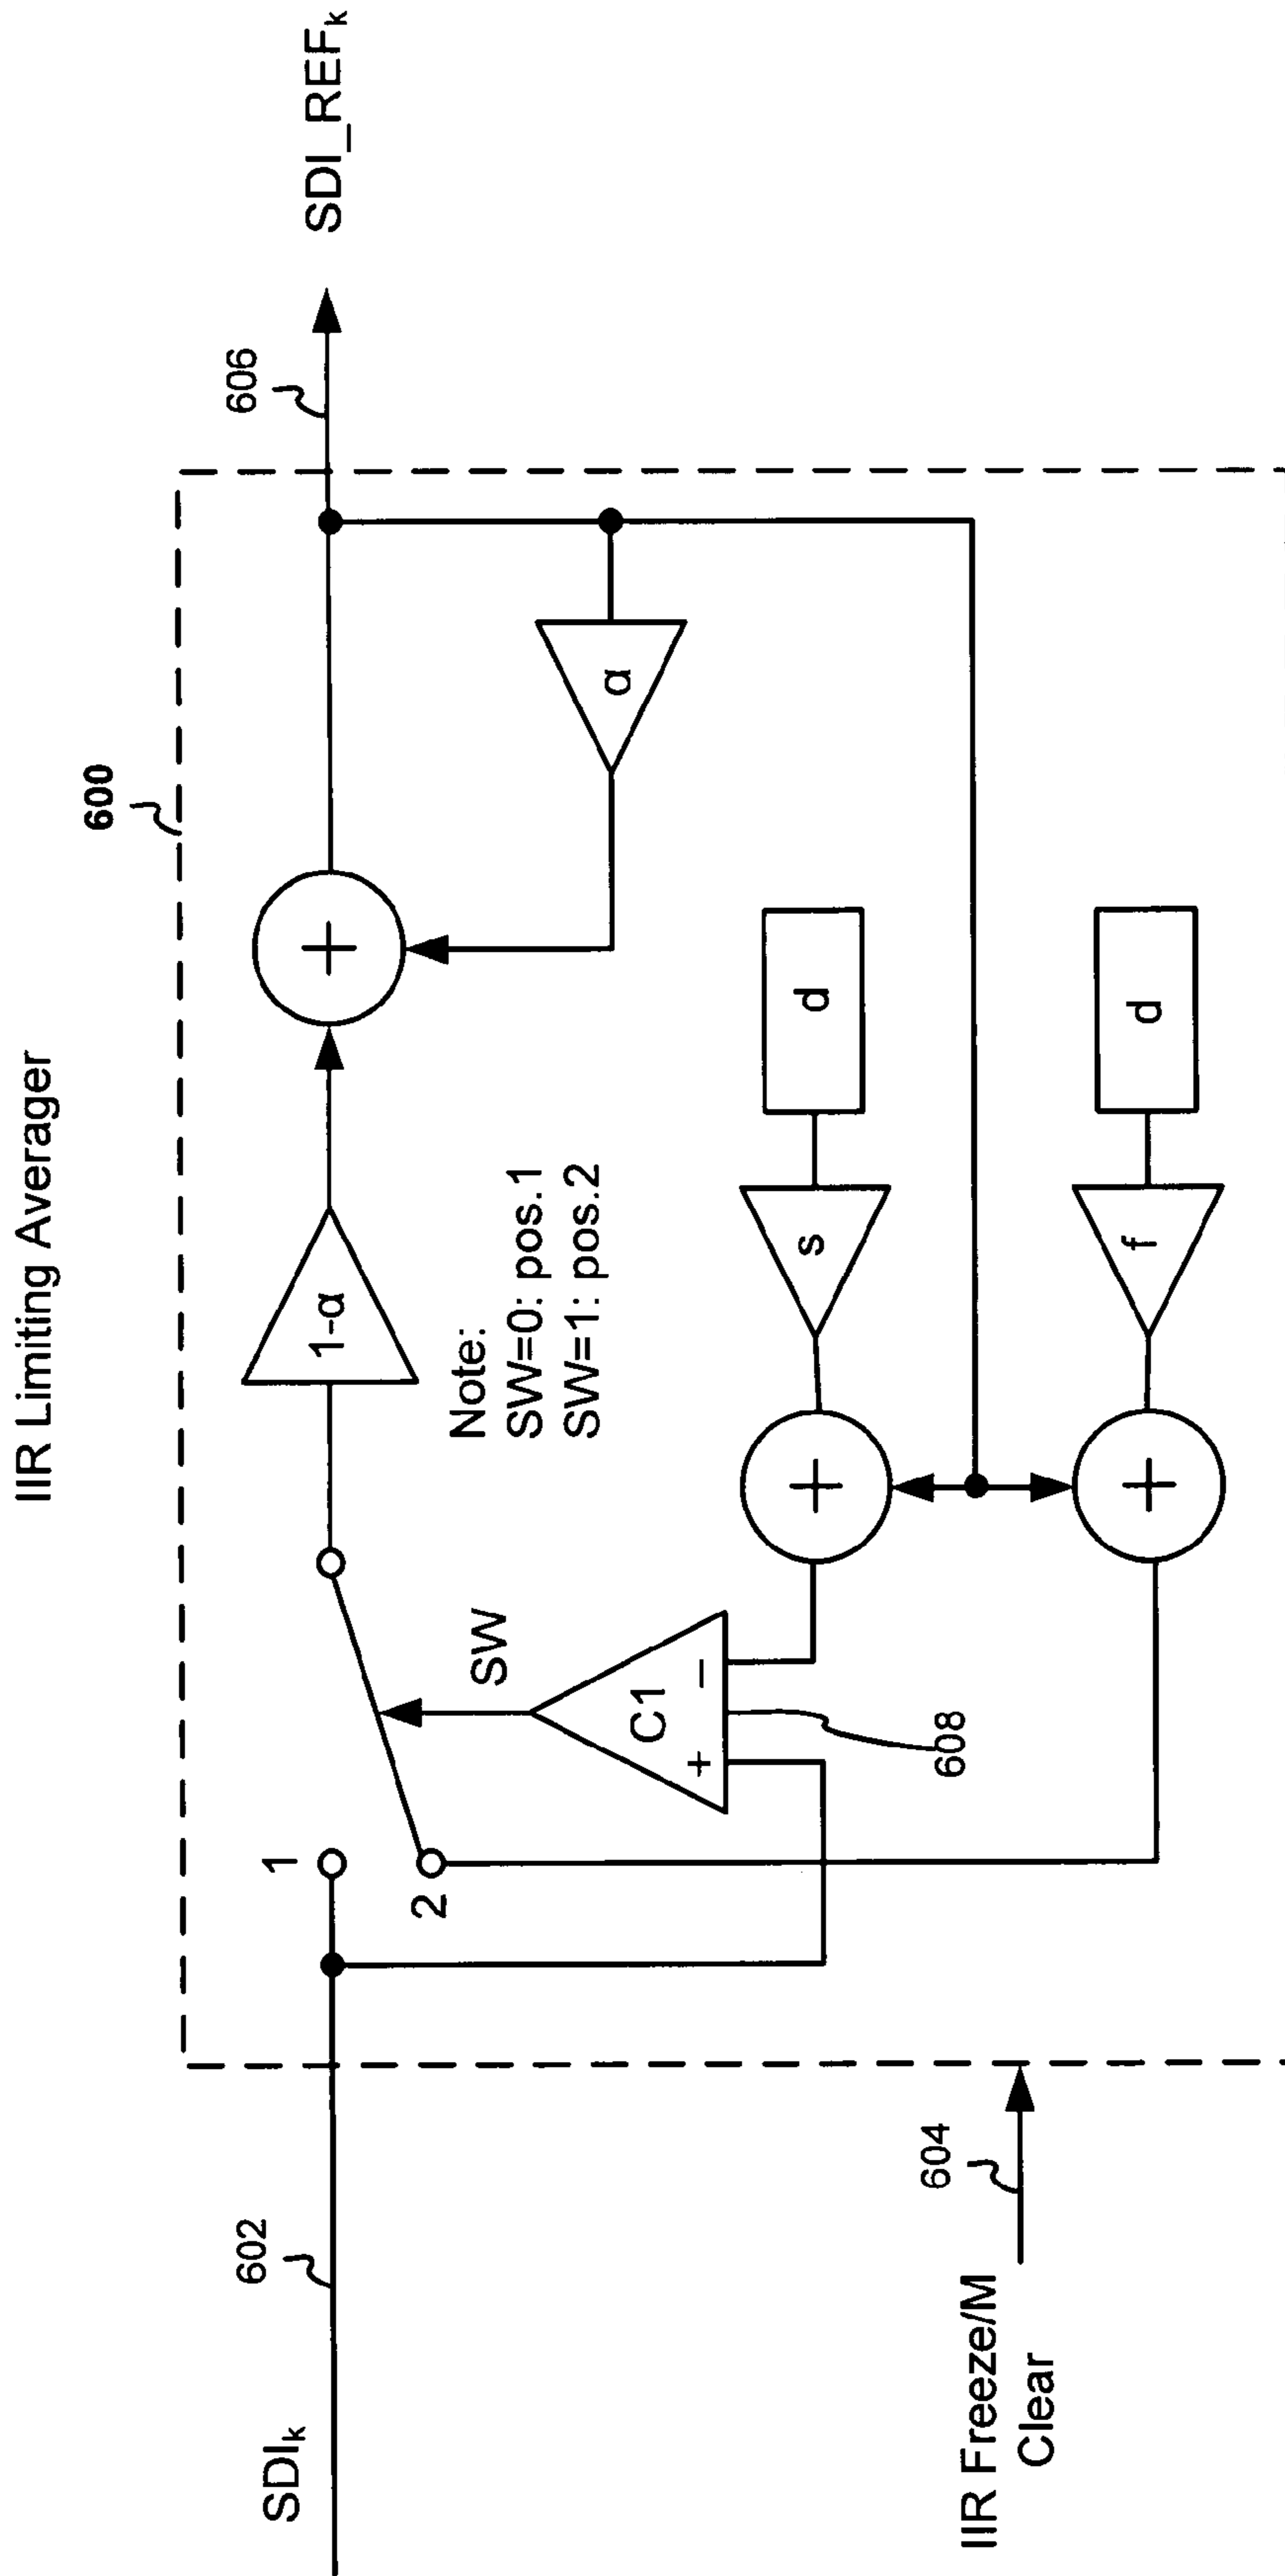 IIR Limiting Averager
600
SDIₖ
602
1
2
1-α
+
606
SDI_REFₖ
SW
C1
+
−
608
Note:
SW=0: pos.1
SW=1: pos.2
α
+
s
d
+
f
d
IIR Freeze/M
Clear
604